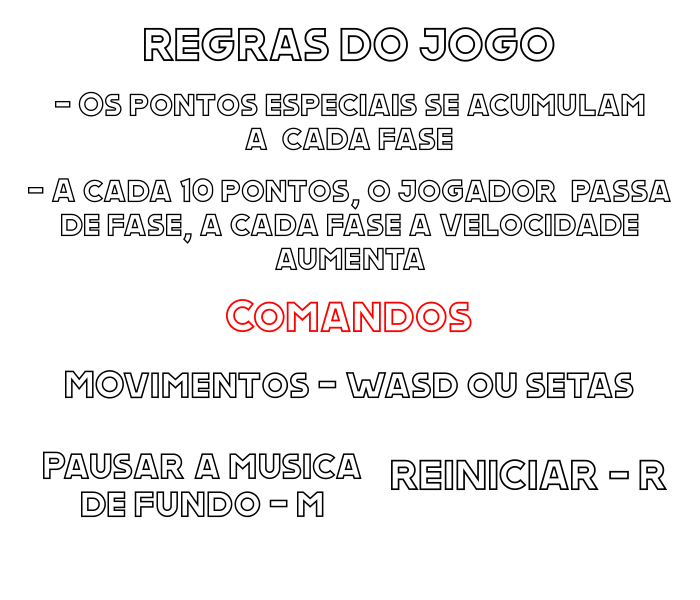 REGRAS DO JOGO
- OS PONTOS ESPECIAIS SE ACUMULAM
A CADA FASE
- A CADA 10 PONTOS, O JOGADOR PASSA
DE FASE, A CADA FASE A VELOCIDADE
AUMENTA
COMANDOS
MOVIMENTOS - WASD OU SETAS
PAUSAR A MUSICA
DE FUNDO - M
REINICIAR - R